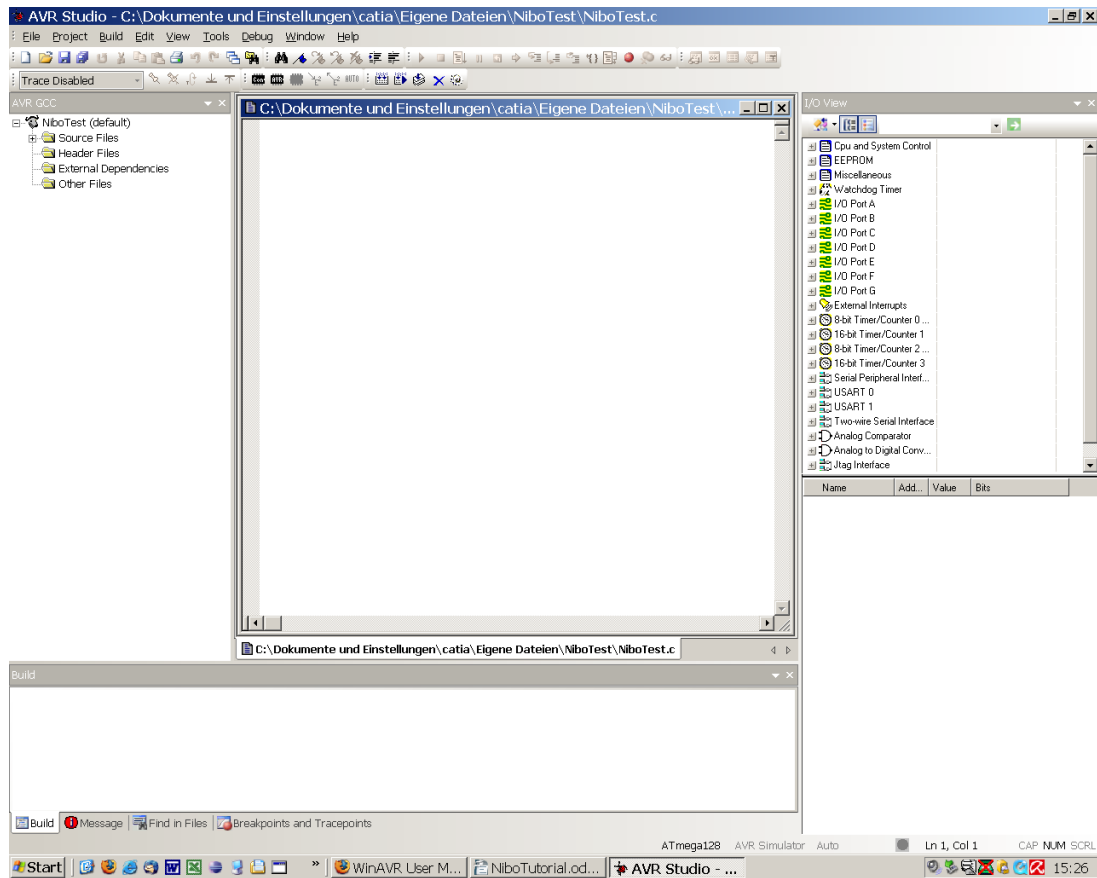 AVR Studio - C:\Dokumente und Einstellungen\catia\Eigene Dateien\NiboTest\NiboTest.c
File Project Build Edit View Tools Debug Window Help
Trace Disabled
AVR GCC
NiboTest (default)
Source Files
Header Files
External Dependencies
Other Files
C:\Dokumente und Einstellungen\catia\Eigene Dateien\NiboTest\...
C:\Dokumente und Einstellungen\catia\Eigene Dateien\NiboTest\NiboTest.c
I/O View
Cpu and System Control
EEPROM
Miscellaneous
Watchdog Timer
I/O Port A
I/O Port B
I/O Port C
I/O Port D
I/O Port E
I/O Port F
I/O Port G
External Interrupts
8-bit Timer/Counter 0 ...
16-bit Timer/Counter 1
8-bit Timer/Counter 2 ...
16-bit Timer/Counter 3
Serial Peripheral Interf...
USART 0
USART 1
Two-wire Serial Interface
Analog Comparator
Analog to Digital Conv...
Jtag Interface
Name Add... Value Bits
Build
Build Message Find in Files Breakpoints and Tracepoints
ATmega128 AVR Simulator Auto Ln 1, Col 1 CAP NUM SCRL
Start » WinAVR User M... NiboTutorial.od... AVR Studio - ... 15:26